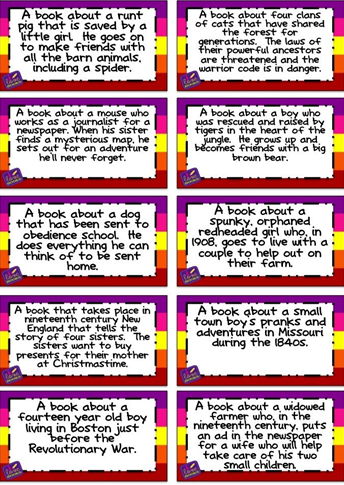 A book about a runt
pig that is saved by a
little girl. He goes on
to make friends with
all the barn animals,
including a spider.
A book about four clans
of cats that have shared
the forest for
generations. The laws of
their powerful ancestors
are threatened and the
warrior code is in danger.
A book about a mouse who
works as a journalist for a
newspaper. When his sister
finds a mysterious map, he
sets out for an adventure
he'll never forget.
A book about a boy who
was rescued and raised by
tigers in the heart of the
jungle. He grows up and
becomes friends with a big
brown bear.
A book about a dog
that has been sent to
obedience school. He
does everything he can
think of to be sent
home.
A book about a
spunky, orphaned
redheaded girl who, in
1908, goes to live with a
couple to help out on
their farm.
A book that takes place in
nineteenth century New
England that tells the
story of four sisters. The
sisters want to buy
presents for their mother
at Christmastime.
A book about a small
town boy's pranks and
adventures in Missouri
during the 1840s.
A book about a
fourteen year old boy
living in Boston just
before the
Revolutionary War.
A book about a widowed
farmer who, in the
nineteenth century, puts
an ad in the newspaper
for a wife who will help
take care of his two
small children.